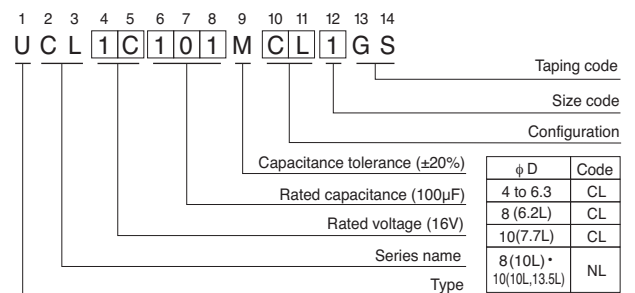 1 2 3 4 5 6 7 8 9 10 11 12 13 14
U C L 1 C 1 0 1 M C L 1 G S
Taping code
Size code
Configuration
Capacitance tolerance (±20%)
Rated capacitance (100µF)
Rated voltage (16V)
Series name
Type
ϕ D Code
4 to 6.3 CL
8 (6.2L) CL
10(7.7L) CL
8(10L) •
10(10L,13.5L) NL